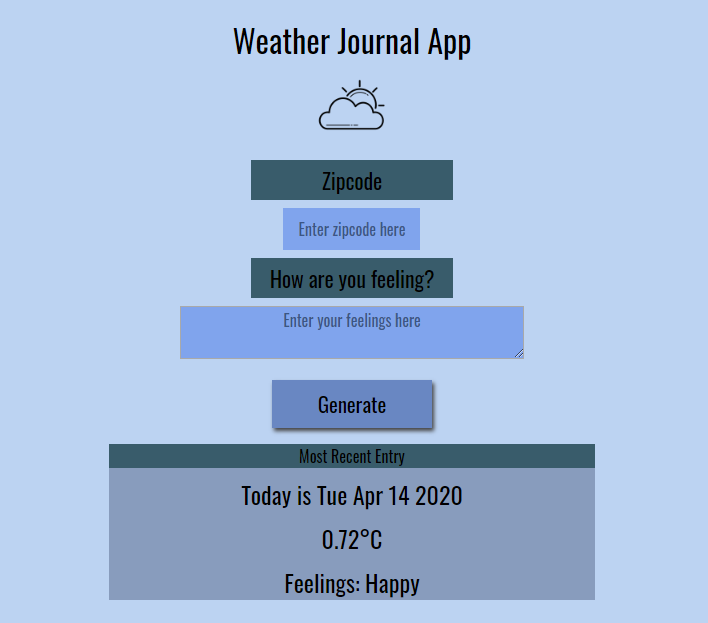 Weather Journal App
Zipcode
Enter zipcode here
How are you feeling?
Enter your feelings here
Generate
Most Recent Entry
Today is Tue Apr 14 2020
0.72°C
Feelings: Happy